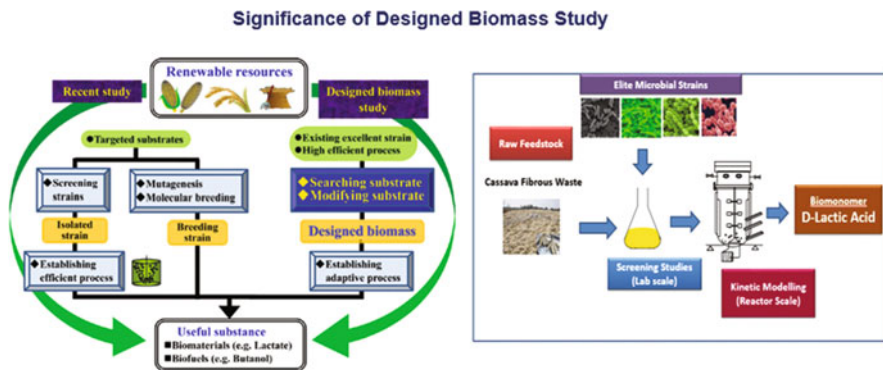 Significance of Designed Biomass Study
Renewable resources
Recent study
Designed biomass
study
●Targeted substrates
●Existing excellent strain
●High efficient process
◆Screening
strains
◆Mutagenesis
◆Molecular breeding
◆Searching substrate
◆Modifying substrate
Isolated
strain
Breeding
strain
Designed biomass
◆Establishing
efficient process
◆Establishing
adaptive process
Useful substance
■Biomaterials (e.g. Lactate)
■Biofuels (e.g. Butanol)
Elite Microbial Strains
Raw Feedstock
Cassava Fibrous Waste
Screening Studies
(Lab scale)
Kinetic Modelling
(Reactor Scale)
Biomonomer
D-Lactic Acid